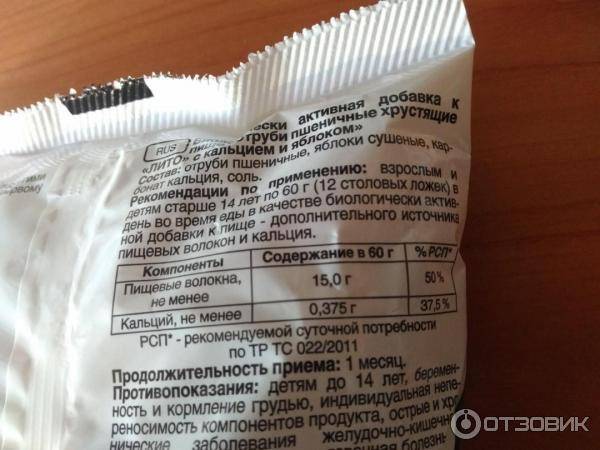 RUS
ески активная добавка к
пище «Отруби пшеничные хрустящие
«ЛИТО» с кальцием и яблоком»
Состав: отруби пшеничные, яблоки сушеные, кар-
бонат кальция, соль.
Рекомендации по применению: взрослым и
детям старше 14 лет по 60 г (12 столовых ложек) в
день во время еды в качестве биологически актив-
ной добавки к пище - дополнительного источника
пищевых волокон и кальция.
Компоненты Содержание в 60 г % РСП*
Пищевые волокна, не менее 15,0 г 50%
Кальций, не менее 0,375 г 37,5%
РСП* - рекомендуемой суточной потребности
по ТР ТС 022/2011
Продолжительность приема: 1 месяц.
Противопоказания: детям до 14 лет, беремен-
ность и кормление грудью, индивидуальная непе-
реносимость компонентов продукта, острые и хро
нические заболевания желудочно-кишечн
болезнь
ОТЗОВИК